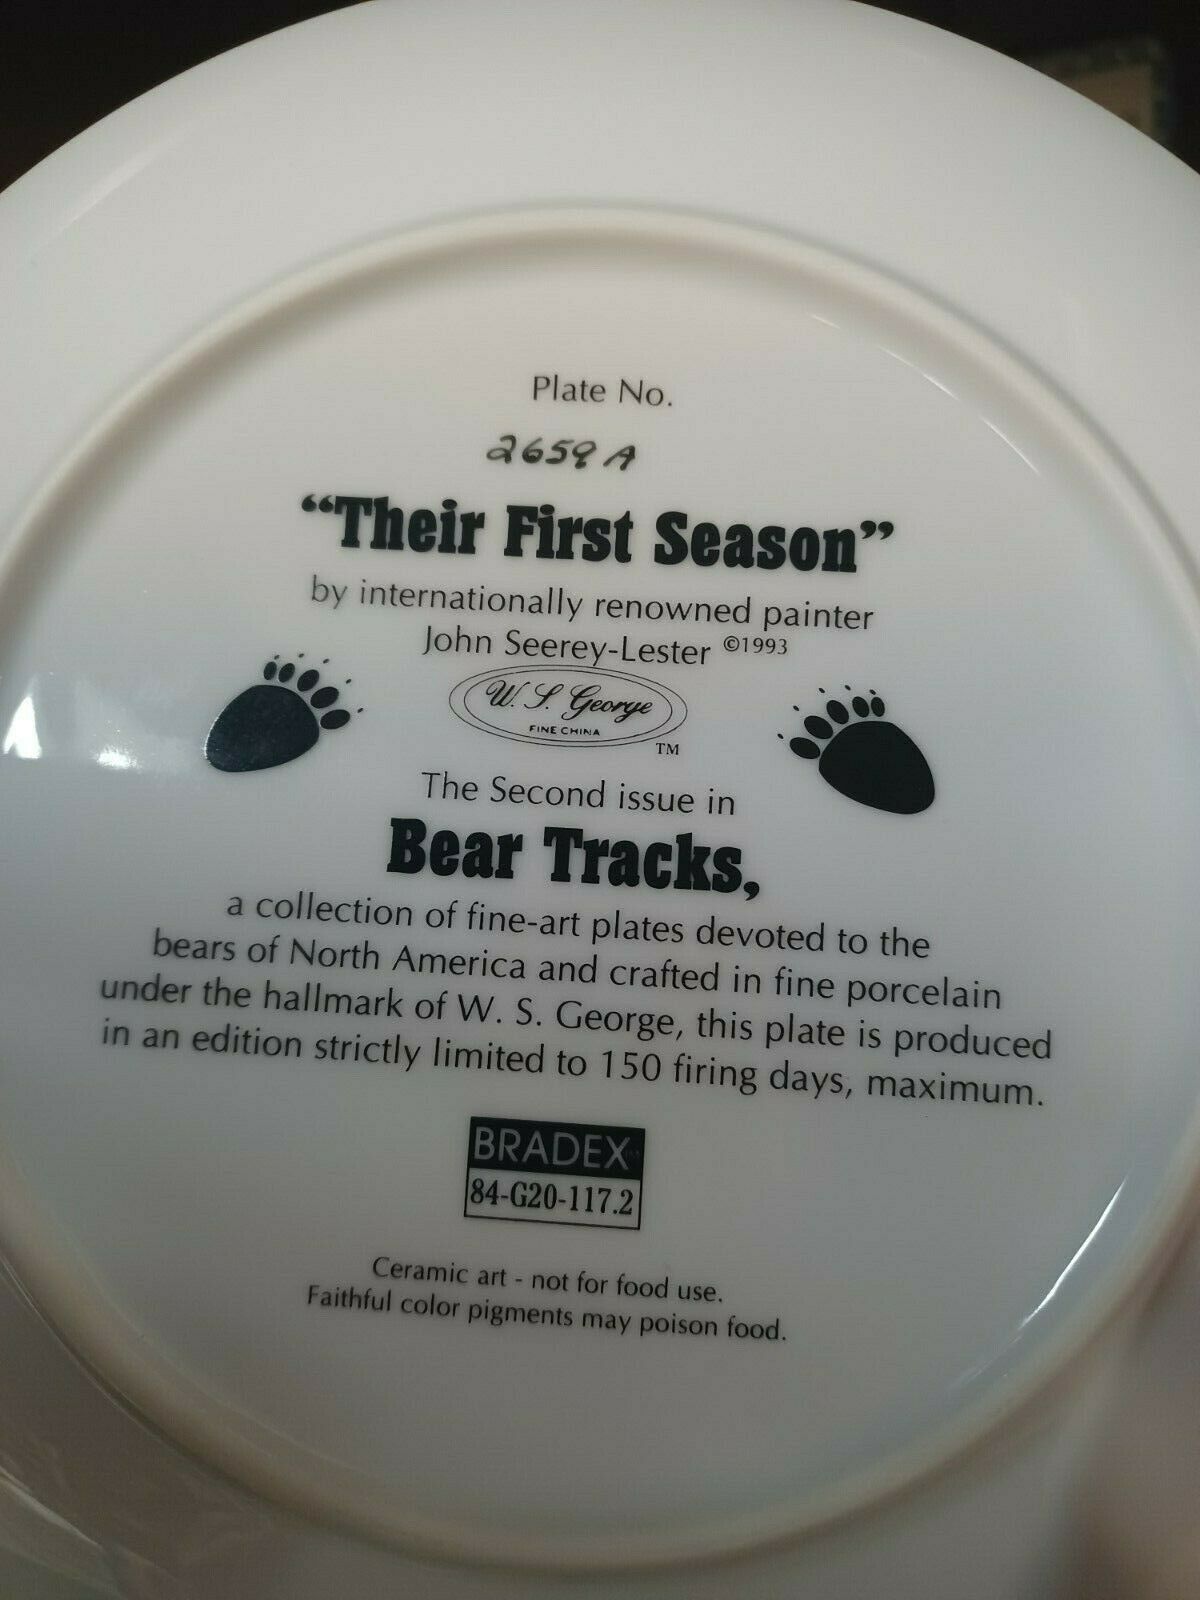 Plate No.
2659 A
“Their First Season”
by internationally renowned painter
John Seerey-Lester ©1993
W. S. George
FINE CHINA
TM
The Second issue in
Bear Tracks,
a collection of fine-art plates devoted to the
bears of North America and crafted in fine porcelain
under the hallmark of W. S. George, this plate is produced
in an edition strictly limited to 150 firing days, maximum.
BRADEX™
84-G20-117.2
Ceramic art - not for food use.
Faithful color pigments may poison food.